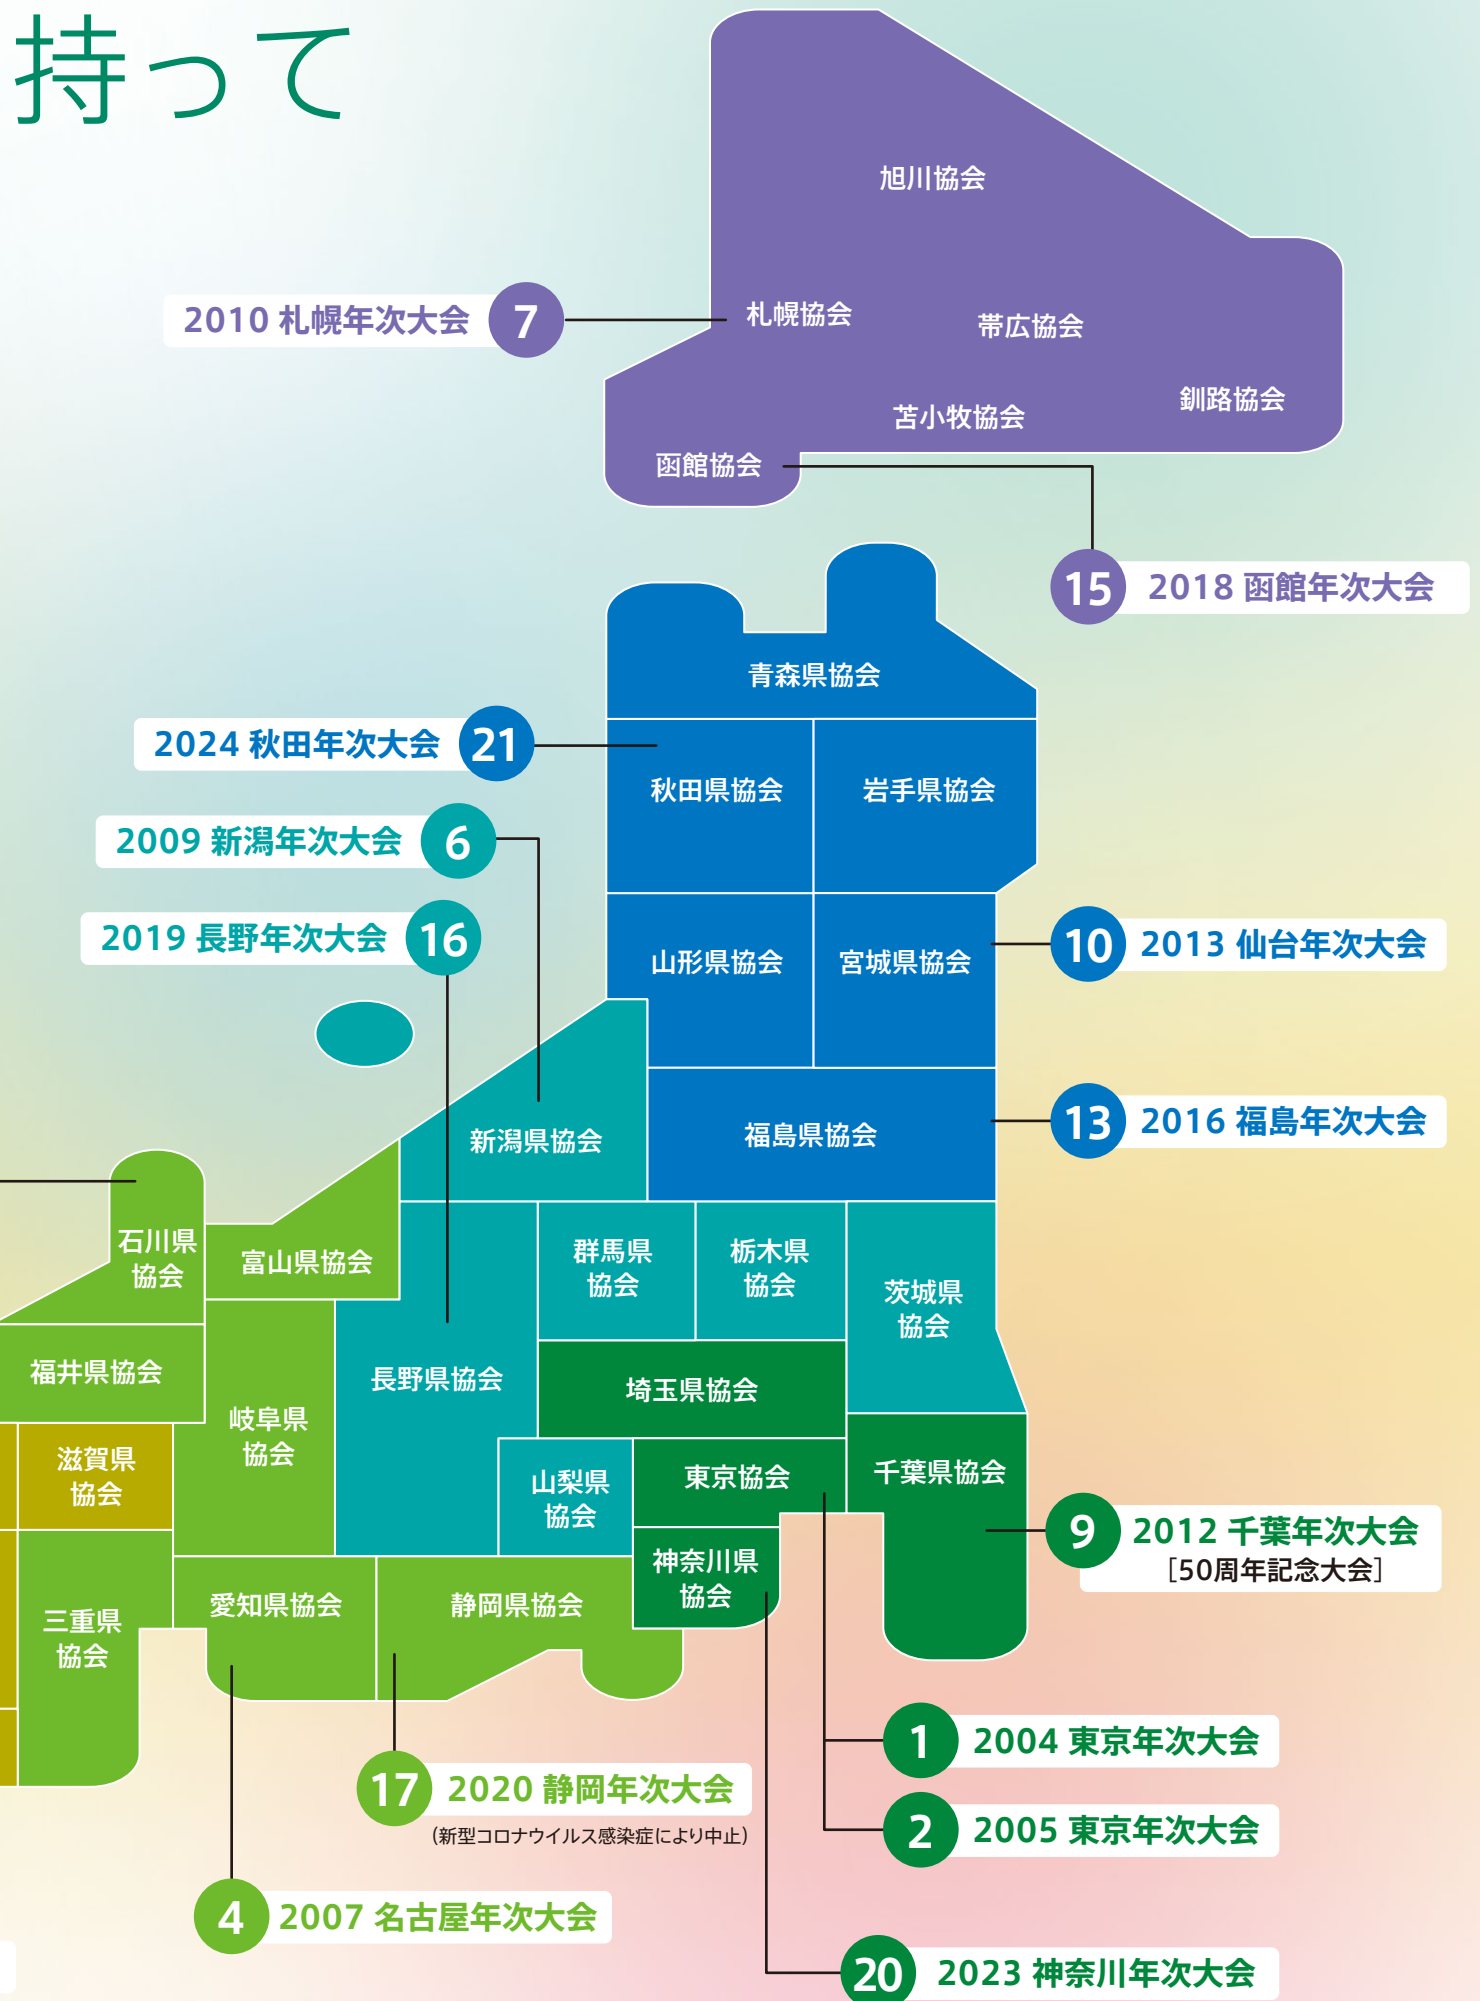 持って
旭川協会
2010 札幌年次大会 7
札幌協会
帯広協会
釧路協会
苫小牧協会
函館協会
15 2018 函館年次大会
青森県協会
2024 秋田年次大会 21
秋田県協会
岩手県協会
2009 新潟年次大会 6
2019 長野年次大会 16
山形県協会
宮城県協会
10 2013 仙台年次大会
新潟県協会
福島県協会
13 2016 福島年次大会
石川県
協会
富山県協会
群馬県
協会
栃木県
協会
茨城県
協会
福井県協会
岐阜県
協会
長野県協会
埼玉県協会
滋賀県
協会
山梨県
協会
東京協会
千葉県協会
9 2012 千葉年次大会
［50周年記念大会］
神奈川県
協会
三重県
協会
愛知県協会
静岡県協会
1 2004 東京年次大会
17 2020 静岡年次大会
(新型コロナウイルス感染症により中止)
2 2005 東京年次大会
4 2007 名古屋年次大会
20 2023 神奈川年次大会